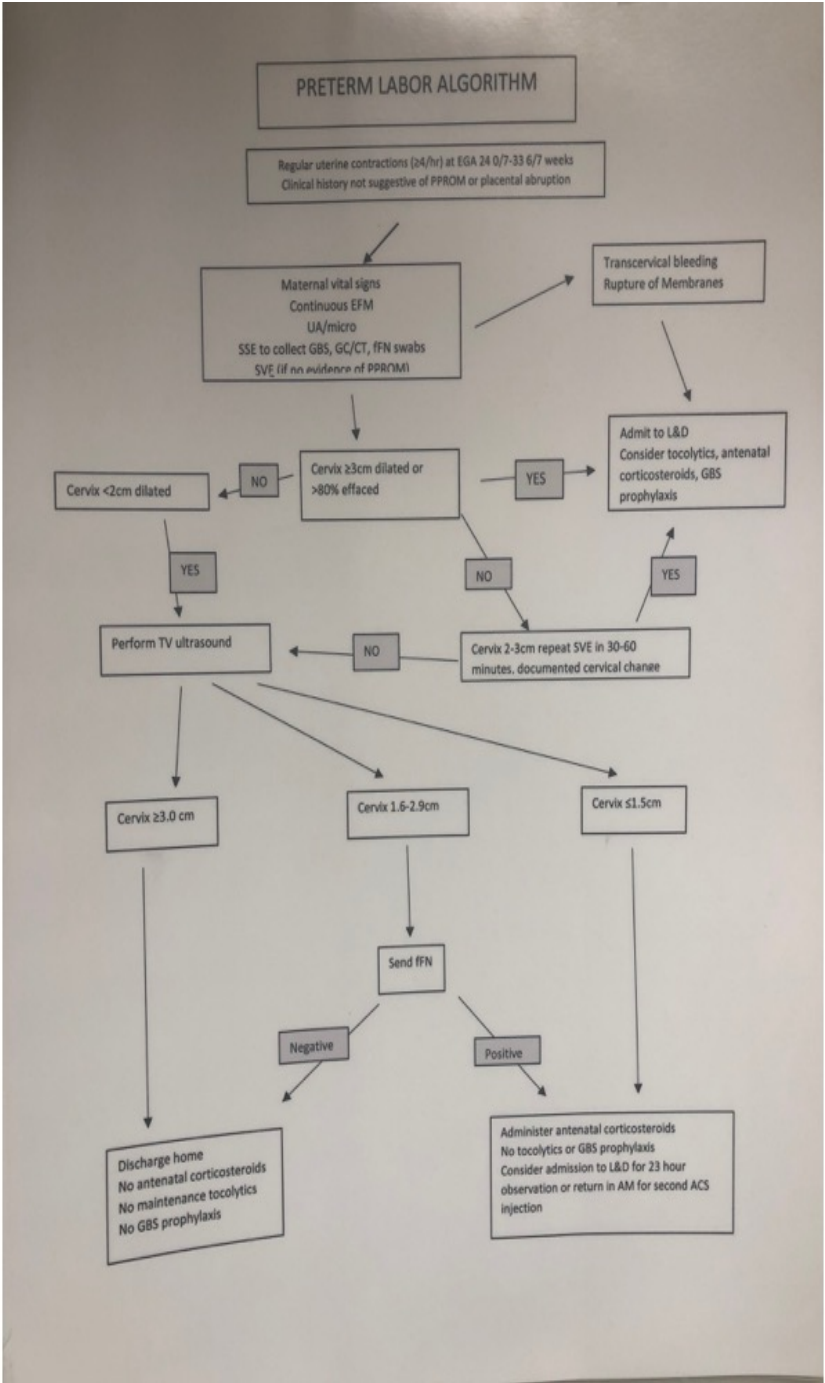 PRETERM LABOR ALGORITHM
Regular uterine contractions (≥4/hr) at EGA 24 0/7-33 6/7 weeks
Clinical history not suggestive of PPROM or placental abruption
Maternal vital signs
Continuous EFM
UA/micro
SSE to collect GBS, GC/CT, fFN swabs
SVE (if no evidence of PPROM)
Transcervical bleeding
Rupture of Membranes
Admit to L&D
Consider tocolytics, antenatal
corticosteroids, GBS
prophylaxis
Cervix ≥3cm dilated or
>80% effaced
YES
NO
Cervix <2cm dilated
YES
NO
YES
Cervix 2-3cm repeat SVE in 30-60
minutes, documented cervical change
NO
Perform TV ultrasound
Cervix ≥3.0 cm
Cervix 1.6-2.9cm
Cervix ≤1.5cm
Send fFN
Negative
Positive
Discharge home
No antenatal corticosteroids
No maintenance tocolytics
No GBS prophylaxis
Administer antenatal corticosteroids
No tocolytics or GBS prophylaxis
Consider admission to L&D for 23 hour
observation or return in AM for second ACS
injection